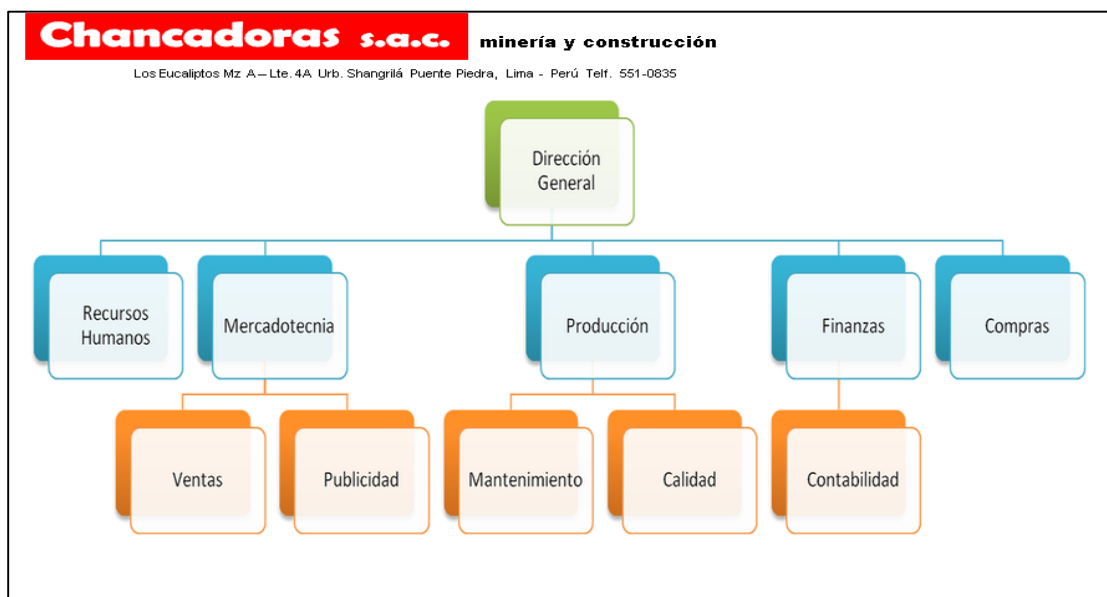 Chancadoras s.a.c. minería y construcción
Los Eucaliptos Mz A – Lte. 4A Urb. Shangrilá Puente Piedra, Lima - Perú Telf. 551-0835
Dirección
General
Recursos
Humanos
Mercadotecnia
Producción
Finanzas
Compras
Ventas
Publicidad
Mantenimiento
Calidad
Contabilidad